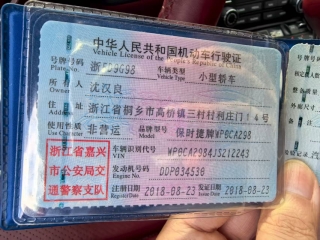 中华人民共和国机动车行驶证
Vehicle License of the People's Republic of China
号牌号码 浙 车辆类型 小型轿车
Plate No. Vehicle Type
所有人 沈汉良
Owner
住址 浙江省桐乡市高桥镇三村村利庄门14号
Address
使用性质 非营运 品牌型号 保时捷牌WP0CA298
Use Character Model
浙江省嘉兴
市公安局交
通警察支队
车辆识别代号
VIN
发动机号码 DDP034536
Engine No.
注册日期 2018-08-23 发证日期 2018-08-23
Register Date Issue Date